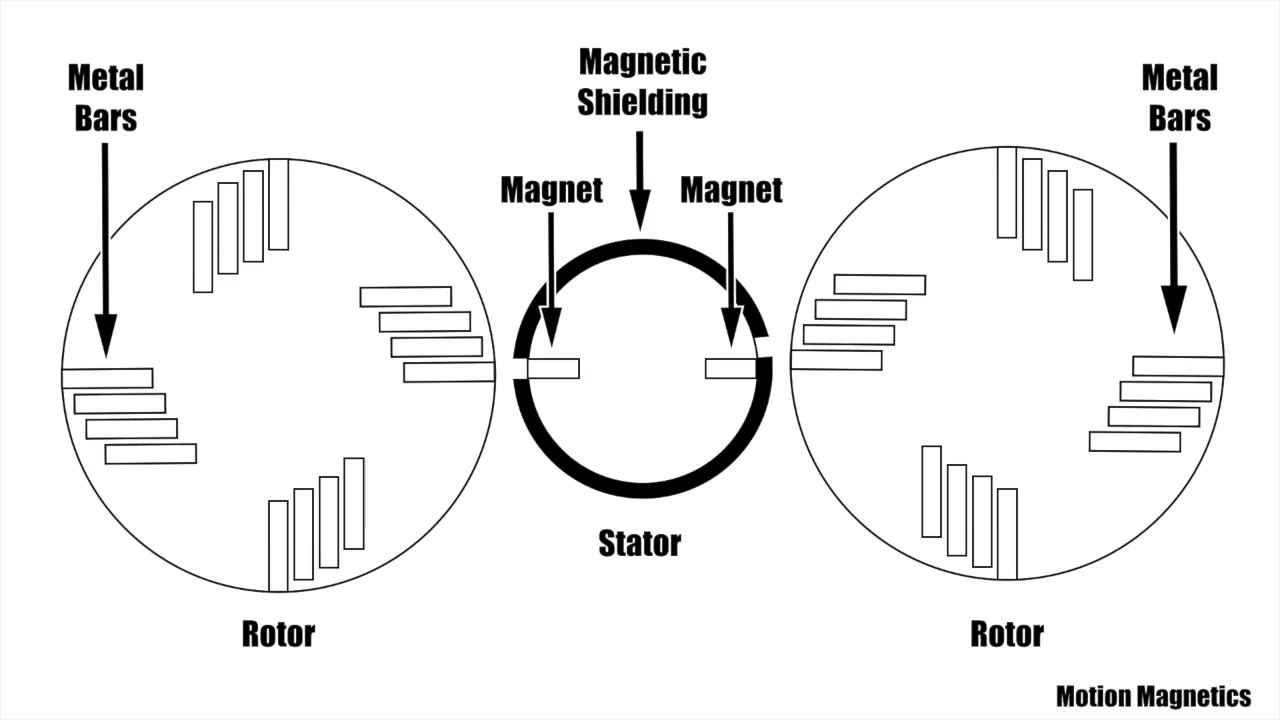 Metal
Bars
Magnetic
Shielding
Metal
Bars
Magnet
Magnet
Stator
Rotor
Rotor
Motion Magnetics